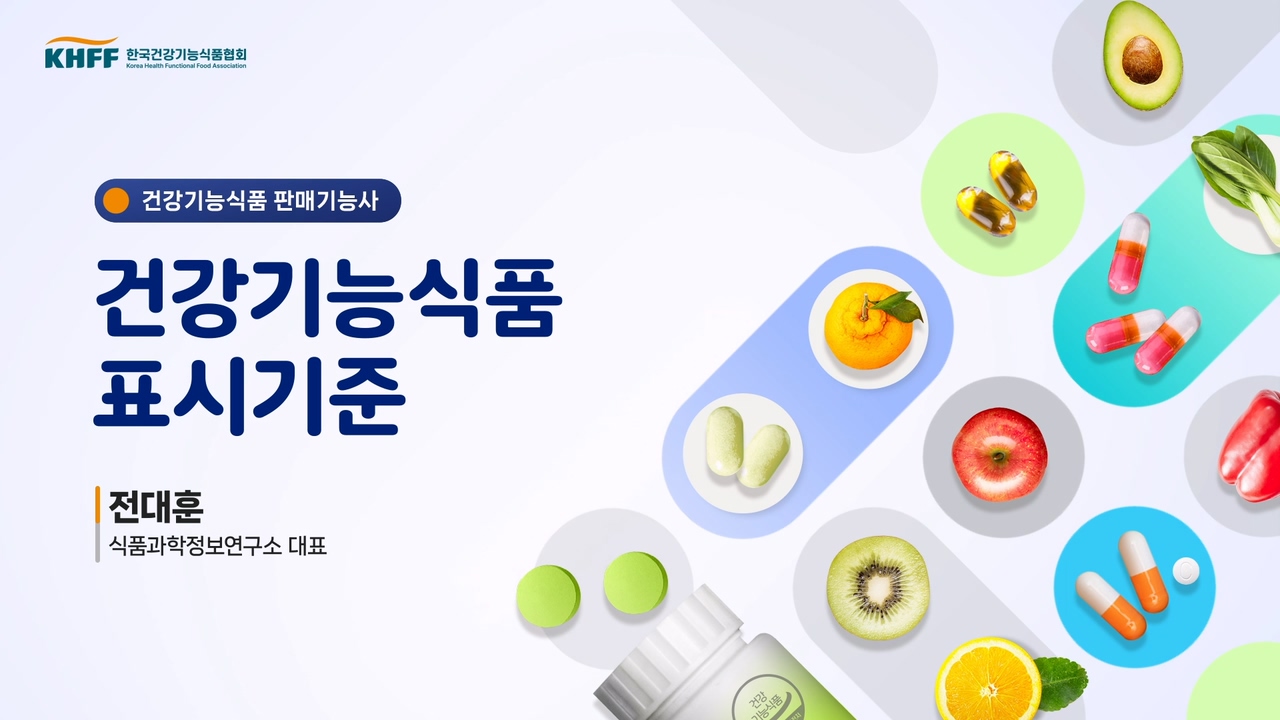 KHFF 한국건강기능식품협회
Korea Health Functional Food Association
건강기능식품 판매기능사
건강기능식품
표시기준
전대훈
식품과학정보연구소 대표
건강
기능식품